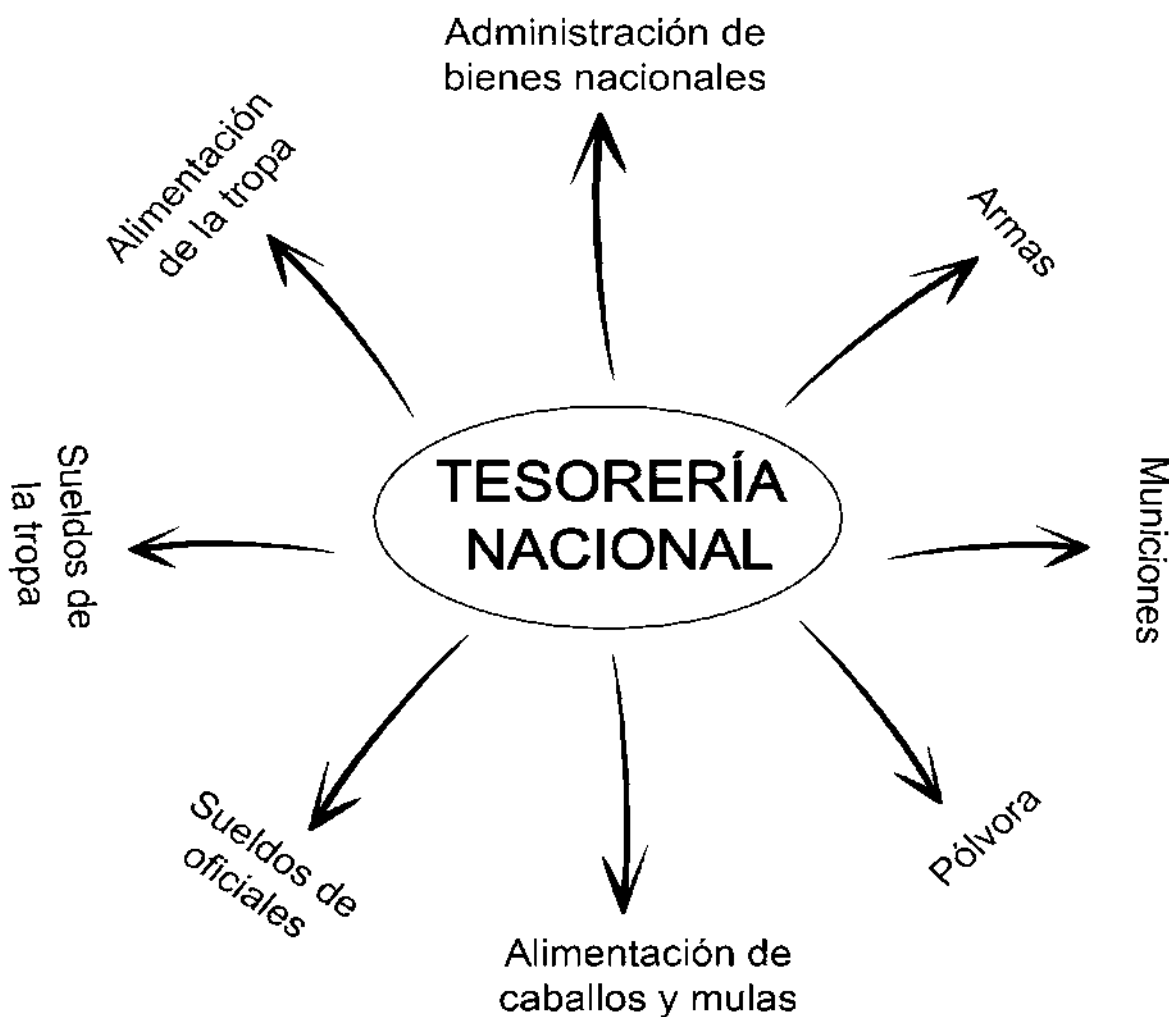 Administración de
bienes nacionales
Alimentación
de la tropa
Armas
Sueldos de
la tropa
TESORERÍA
NACIONAL
Municiones
Sueldos de
oficiales
Pólvora
Alimentación de
caballos y mulas